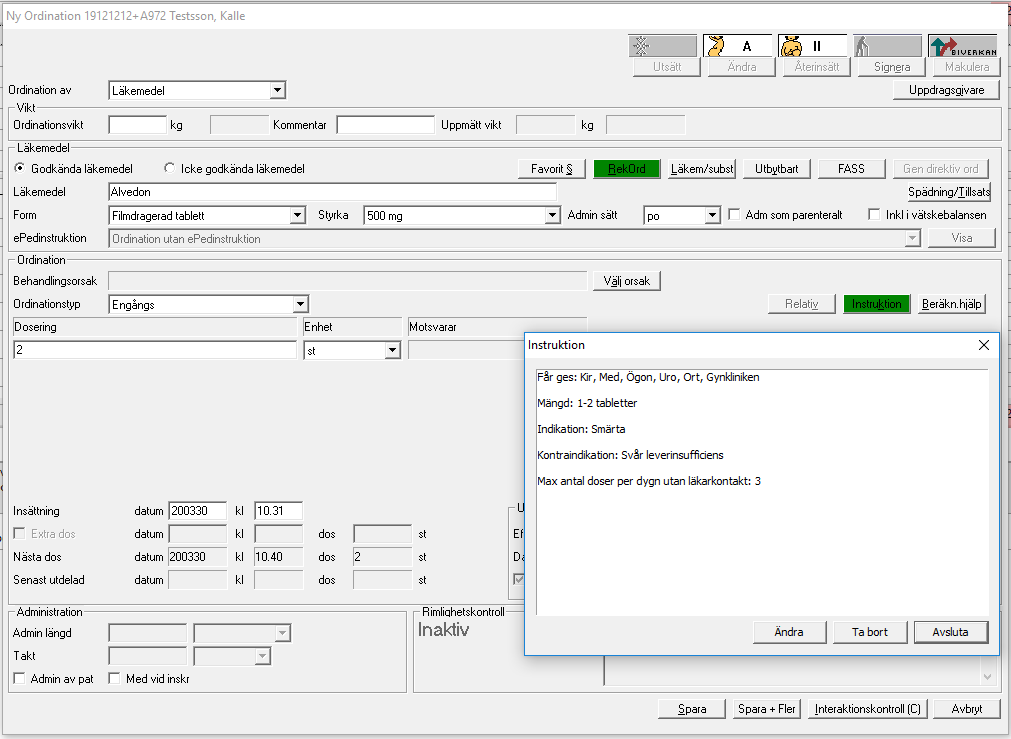 Ny Ordination 19121212+A972 Testsson, Kalle
A II BIVERKAN
Utsätt Ändra Återinsätt Signera Makulera
Ordination av Läkemedel Uppdragsgivare
Vikt
Ordinationsvikt kg Kommentar Uppmätt vikt kg
Läkemedel
Godkända läkemedel Icke godkända läkemedel Favorit § RekOrd Läkem/subst Utbytbart FASS Gen direktiv ord
Läkemedel Alvedon Spädning/Tillsats
Form Filmdragerad tablett Styrka 500 mg Admin sätt po Adm som parenteralt Inkl i vätskebalansen
ePedinstruktion Ordination utan ePedinstruktion Visa
Ordination
Behandlingsorsak Välj orsak
Ordinationstyp Engångs Relativ Instruktion Beräkn.hjälp
Dosering Enhet Motsvarar
2 st
Instruktion
Får ges: Kir, Med, Ögon, Uro, Ort, Gynkliniken
Mängd: 1-2 tabletter
Indikation: Smärta
Kontraindikation: Svår leverinsufficiens
Max antal doser per dygn utan läkarkontakt: 3
Ändra Ta bort Avsluta
Insättning datum 200330 kl 10.31
Extra dos datum kl dos st
Nästa dos datum 200330 kl 10.40 dos 2 st
Senast utdelad datum kl dos st
Administration
Admin längd
Takt
Admin av pat Med vid inskr
Rimlighetskontroll
Inaktiv
Spara Spara + Fler Interaktionskontroll (C) Avbryt